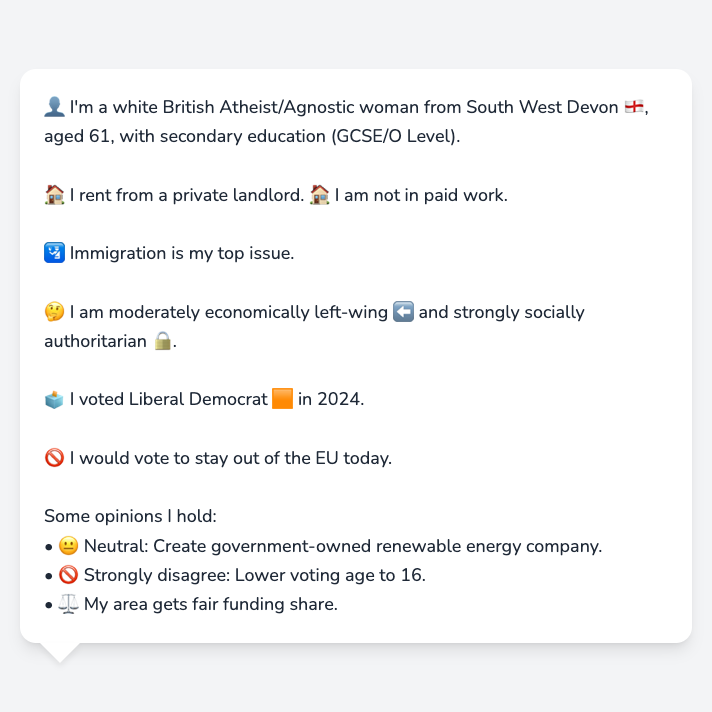 👤 I'm a white British Atheist/Agnostic woman from South West Devon 🏴󠁧󠁢󠁥󠁮󠁧󠁿,
aged 61, with secondary education (GCSE/O Level).
🏠 I rent from a private landlord. 🏠 I am not in paid work.
🛂 Immigration is my top issue.
🤔 I am moderately economically left-wing ⬅️ and strongly socially
authoritarian 🔒.
🗳️ I voted Liberal Democrat 🟧 in 2024.
🚫 I would vote to stay out of the EU today.
Some opinions I hold:
• 😐 Neutral: Create government-owned renewable energy company.
• 🚫 Strongly disagree: Lower voting age to 16.
• ⚖️ My area gets fair funding share.